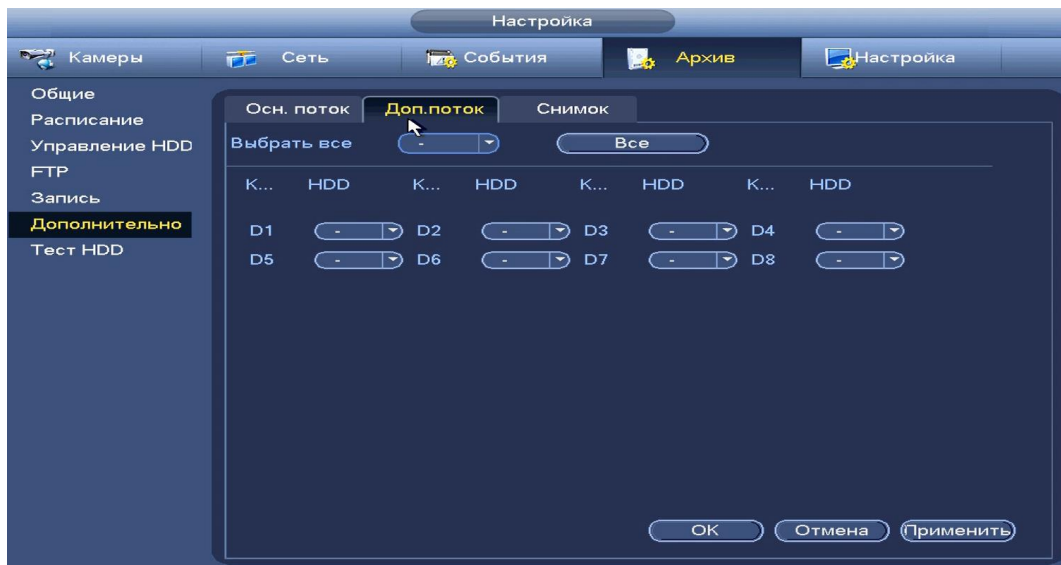 Настройка
Камеры Сеть События Архив Настройка
Общие
Расписание
Управление HDD
FTP
Запись
Дополнительно
Тест HDD
Осн. поток Доп.поток Снимок
Выбрать все - Все
К... HDD К... HDD К... HDD К... HDD
D1 - D2 - D3 - D4 -
D5 - D6 - D7 - D8 -
OK Отмена Применить